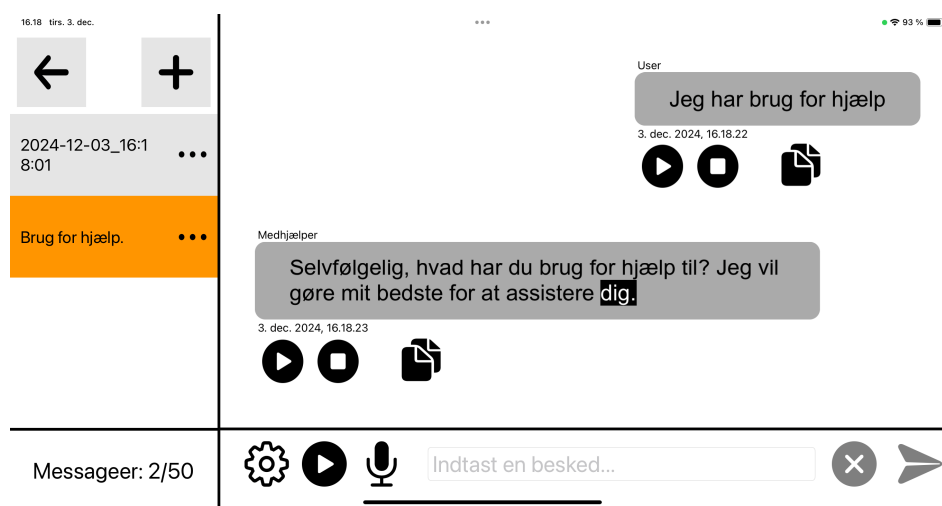 16.18 tirs. 3. dec.
93 %
2024-12-03_16:1
8:01
Brug for hjælp.
User
Jeg har brug for hjælp
3. dec. 2024, 16.18.22
Medhjælper
Selvfølgelig, hvad har du brug for hjælp til? Jeg vil
gøre mit bedste for at assistere dig.
3. dec. 2024, 16.18.23
Messageer: 2/50
Indtast en besked...